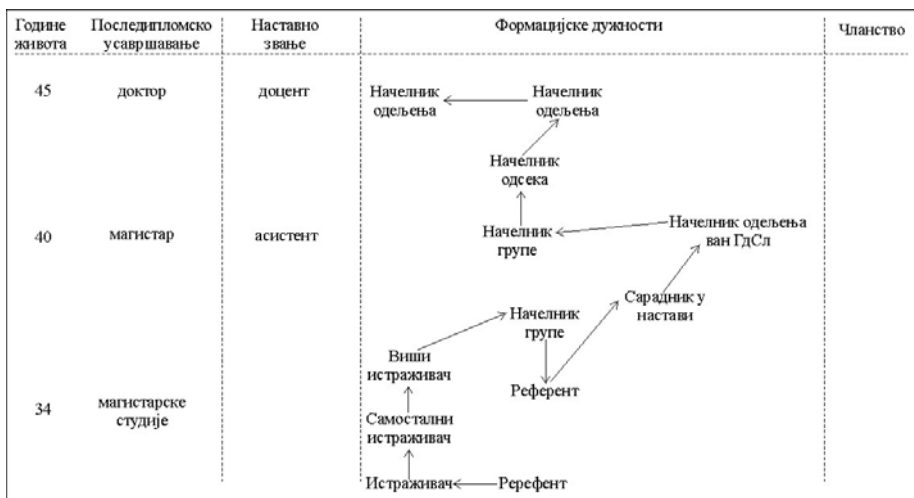 Године
живота
Последипломско
усавршавање
Наставно
звање
Формацијске дужности
Чланство
45
доктор
доцент
Начелник
одељења
Начелник
одељења
Начелник
одсека
40
магистар
асистент
Начелник
групе
Начелник одељења
ван ГдСл
Сарадник у
настави
Начелник
групе
Виши
истраживач
Референт
34
магистарске
студије
Самостални
истраживач
Истраживач
Ререфент